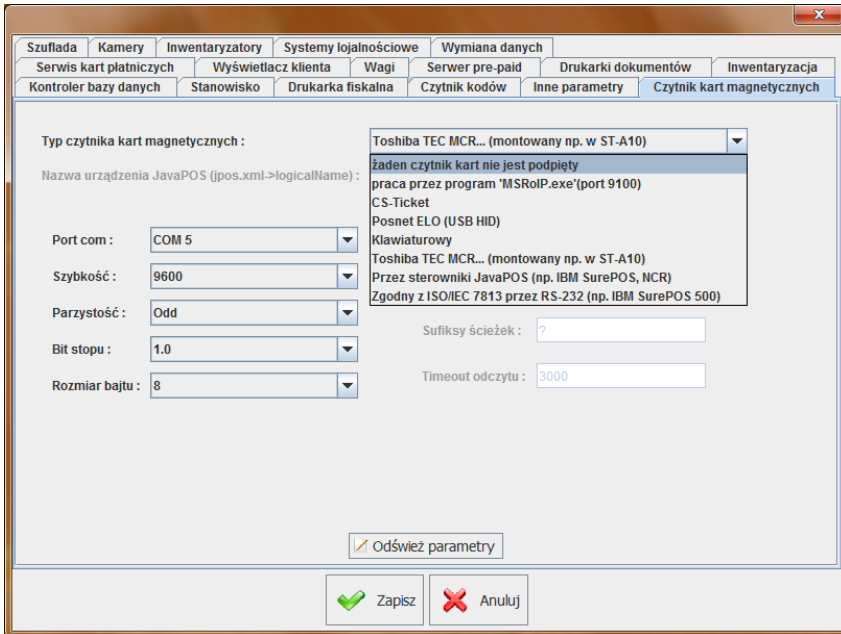 Szuflada Kamery Inwentaryzatory Systemy lojalnościowe Wymiana danych
Serwis kart płatniczych Wyświetlacz klienta Wagi Serwer pre-paid Drukarki dokumentów Inwentaryzacja
Kontroler bazy danych Stanowisko Drukarka fiskalna Czytnik kodów Inne parametry Czytnik kart magnetycznych
Typ czytnika kart magnetycznych : Toshiba TEC MCR... (montowany np. w ST-A10)
żaden czytnik kart nie jest podpięty
Nazwa urządzenia JavaPOS (jpos.xml->logicalName) : praca przez program 'MSRoIP.exe'(port 9100)
CS-Ticket
Posnet ELO (USB HID)
Port com : COM 5 Klawiaturowy
Toshiba TEC MCR... (montowany np. w ST-A10)
Szybkość : 9600 Przez sterowniki JavaPOS (np. IBM SurePOS, NCR)
Zgodny z ISO/IEC 7813 przez RS-232 (np. IBM SurePOS 500)
Parzystość : Odd
Sufiksy ścieżek : ?
Bit stopu : 1.0
Timeout odczytu : 3000
Rozmiar bajtu : 8
Odśwież parametry
Zapisz Anuluj